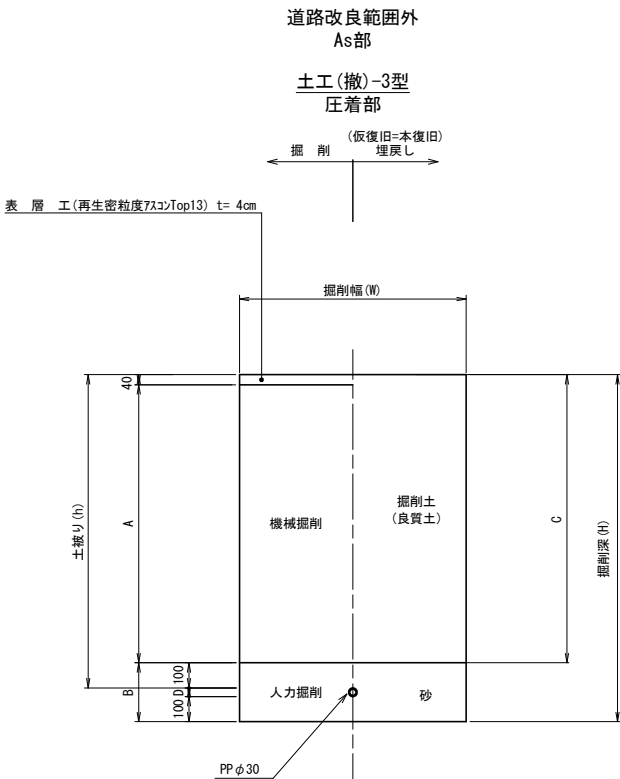 道路改良範囲外
As部
土工(撤)-3型
圧着部
(仮復旧=本復旧)
掘 削 埋戻し
表 層 工(再生密粒度ｱｽｺﾝTop13) t= 4cm
掘削幅(W)
40
土被り(h)
A
機械掘削
掘削土
(良質土)
C
掘削深(H)
B
100
D
100
人力掘削
砂
PPφ30